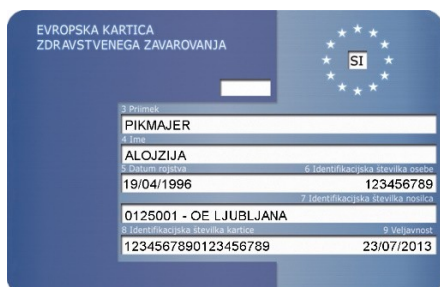 EVROPSKA KARTICA
ZDRAVSTVENEGA ZAVAROVANJA
SI
3 Priimek
PIKMAJER
4 Ime
ALOJZIJA
5 Datum rojstva 6 Identifikacijska številka osebe
19/04/1996 123456789
7 Identifikacijska številka nosilca
0125001 - OE LJUBLJANA
8 Identifikacijska številka kartice 9 Veljavnost
1234567890123456789 23/07/2013